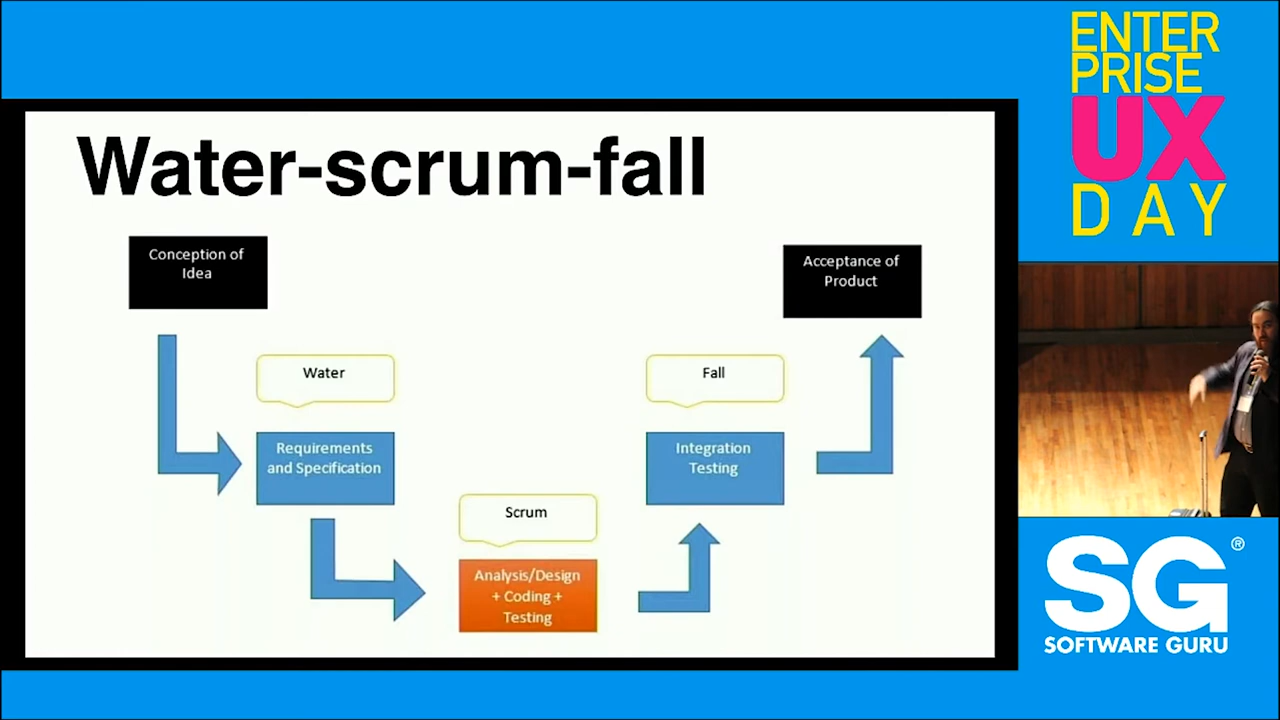 Water-scrum-fall
Conception of
Idea
Acceptance of
Product
Water
Fall
Requirements
and Specification
Integration
Testing
Scrum
Analysis/Design
+ Coding +
Testing
ENTER
PRISE
UX
DAY
SG®
SOFTWARE GURU